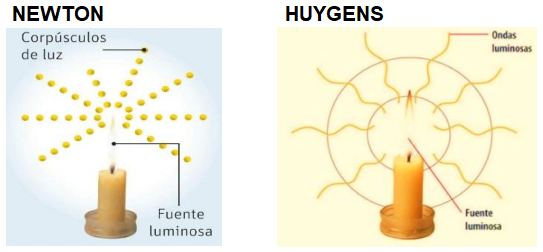 NEWTON
Corpúsculos
de luz
Fuente
luminosa
HUYGENS
Ondas
luminosas
Fuente
luminosa